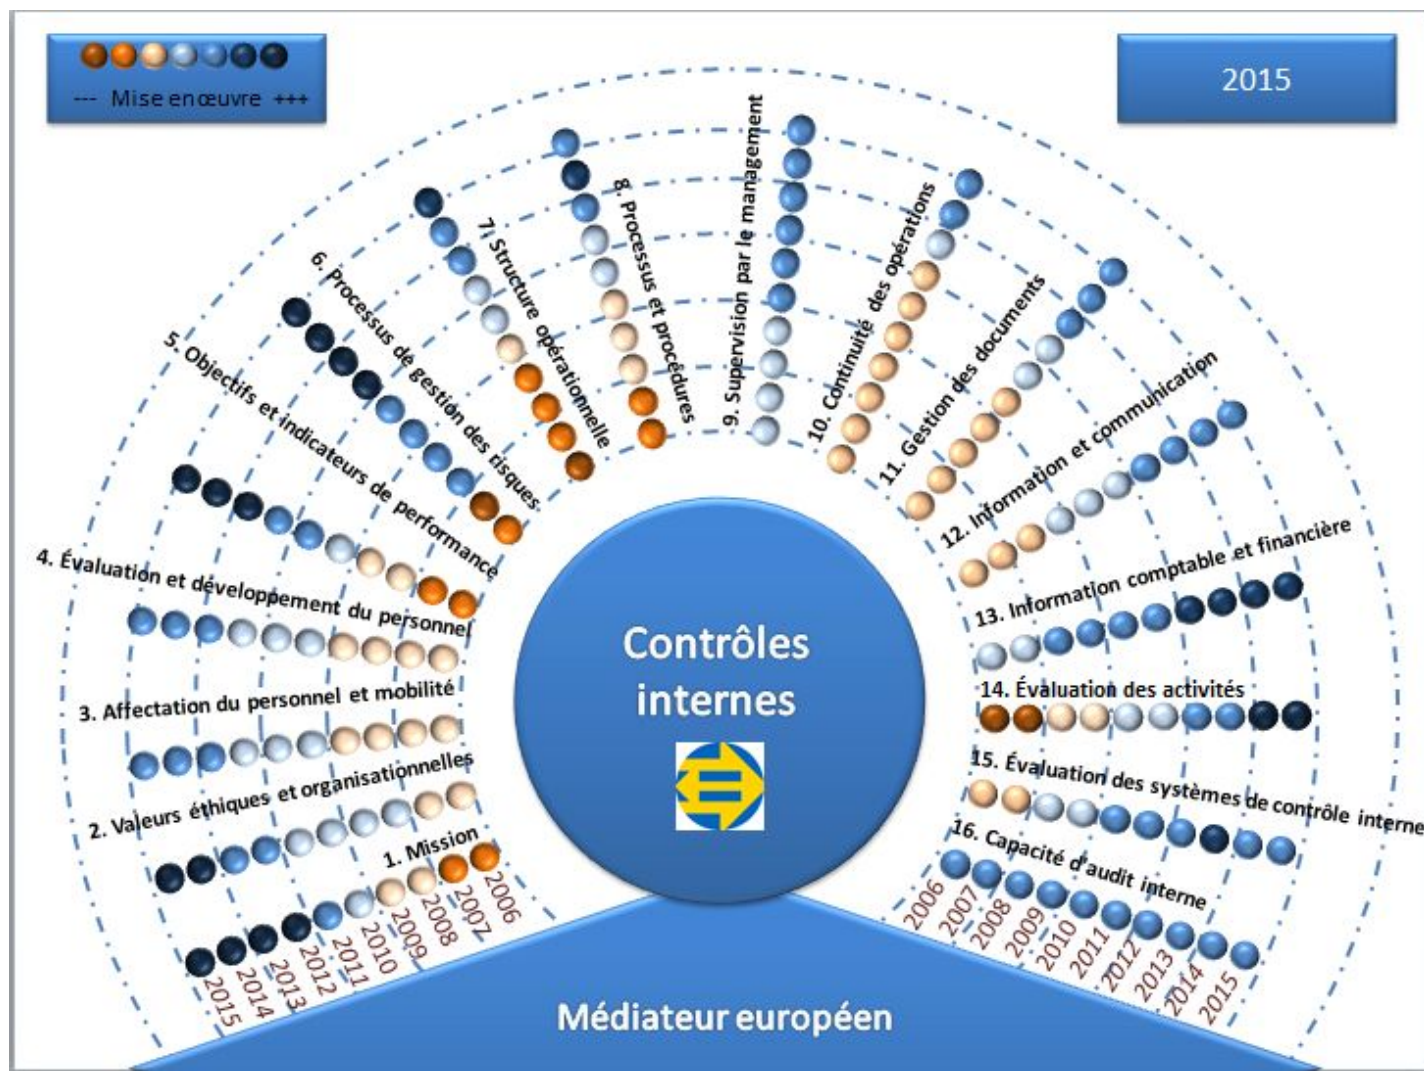 --- Mise en œuvre +++
2015
1. Mission
2. Valeurs éthiques et organisationnelles
3. Affectation du personnel et mobilité
4. Évaluation et développement du personnel
5. Objectifs et indicateurs de performance
6. Processus de gestion des risques
7. Structure opérationnelle
8. Processus et procédures
9. Supervision par le management
10. Continuité des opérations
11. Gestion des documents
12. Information et communication
13. Information comptable et financière
14. Évaluation des activités
15. Évaluation des systèmes de contrôle interne
16. Capacité d'audit interne
Contrôles
internes
2015
2014
2013
2012
2011
2010
2009
2008
2007
2006
2006
2007
2008
2009
2010
2011
2012
2013
2014
2015
Médiateur européen